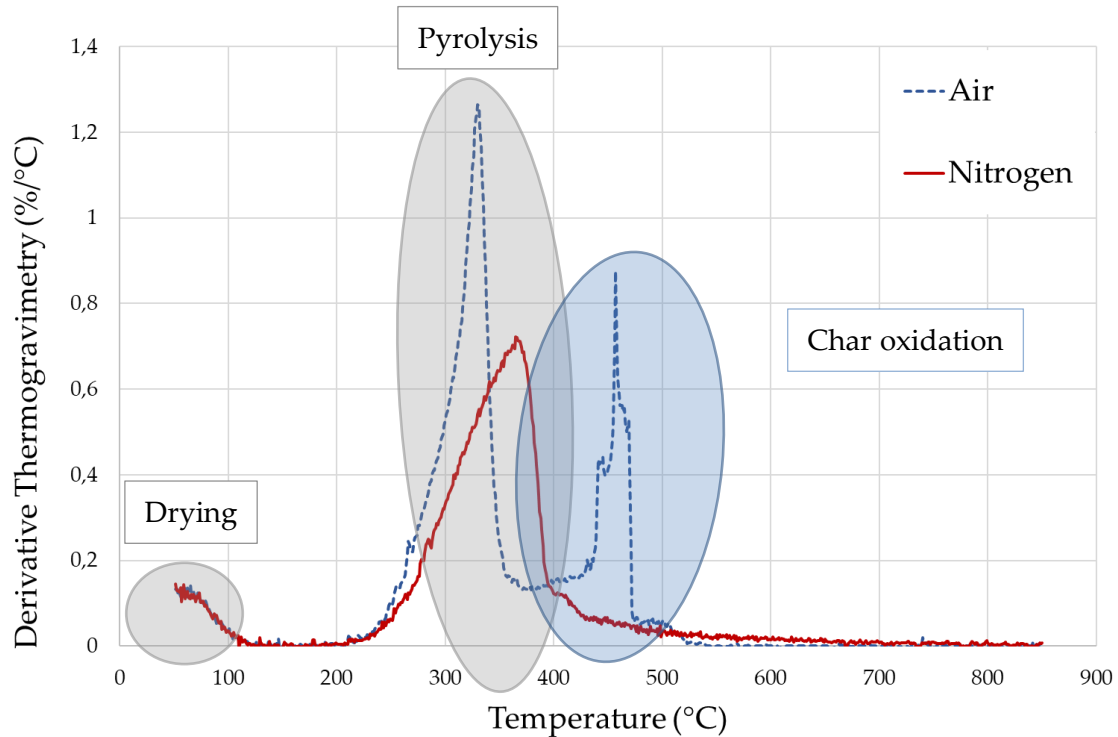 Pyrolysis
1,4
1,2
1
0,8
0,6
0,4
0,2
0
Derivative Thermogravimetry (%/°C)
Air
Nitrogen
Char oxidation
Drying
0 100 200 300 400 500 600 700 800 900
Temperature (°C)